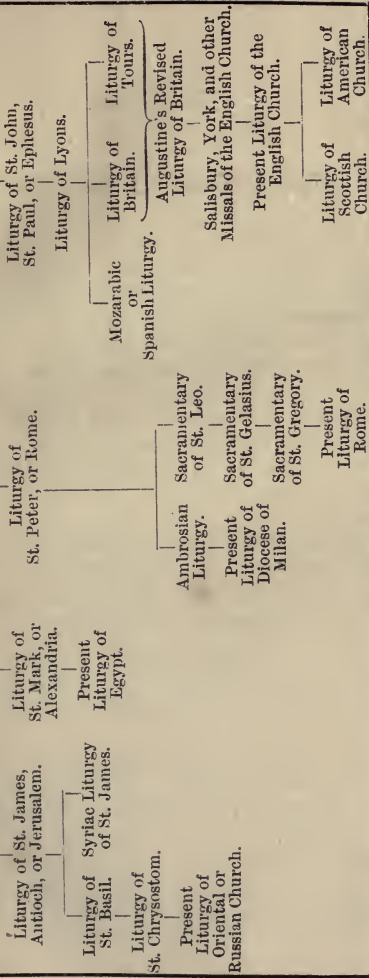 Liturgy of St. James,
Antioch, or Jerusalem.
Liturgy of
St. Basil.
Syriac Liturgy
of St. James.
Liturgy of
St. Chrysostom.
Present
Liturgy of
Oriental or
Russian Church.
Liturgy of
St. Mark, or
Alexandria.
Present
Liturgy of
Egypt.
Liturgy of
St. Peter, or Rome.
Ambrosian
Liturgy.
Present
Liturgy of
Diocese of
Milan.
Sacramentary
of St. Leo.
Sacramentary
of St. Gelasius.
Sacramentary
of St. Gregory.
Present
Liturgy of
Rome.
Liturgy of St. John,
St. Paul, or Ephesus.
Liturgy of Lyons.
Mozarabic
or
Spanish Liturgy.
Liturgy of
Britain.
Liturgy of
Tours.
Augustine's Revised
Liturgy of Britain.
Salisbury, York, and other
Missals of the English Church.
Present Liturgy of the
English Church.
Liturgy of
Scottish
Church.
Liturgy of
American
Church.